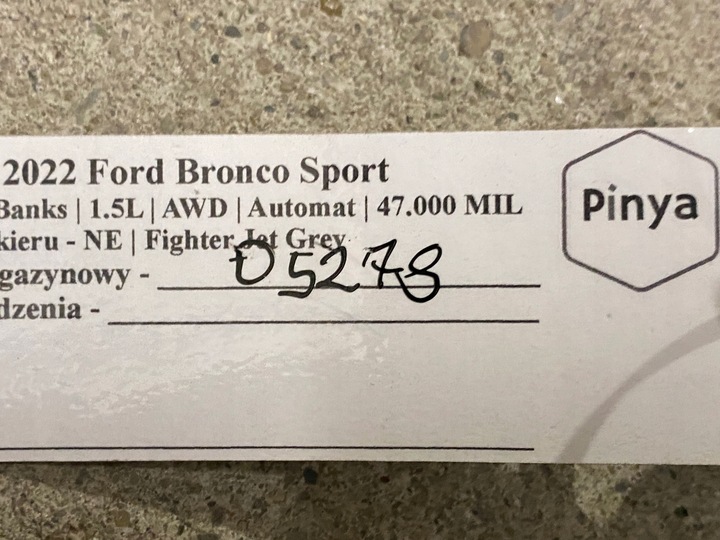 2022 Ford Bronco Sport
Banks | 1.5L | AWD | Automat | 47.000 MIL
kieru - NE | Fighter Jet Grey
gazynowy - 05278
dzenia -
Pinya